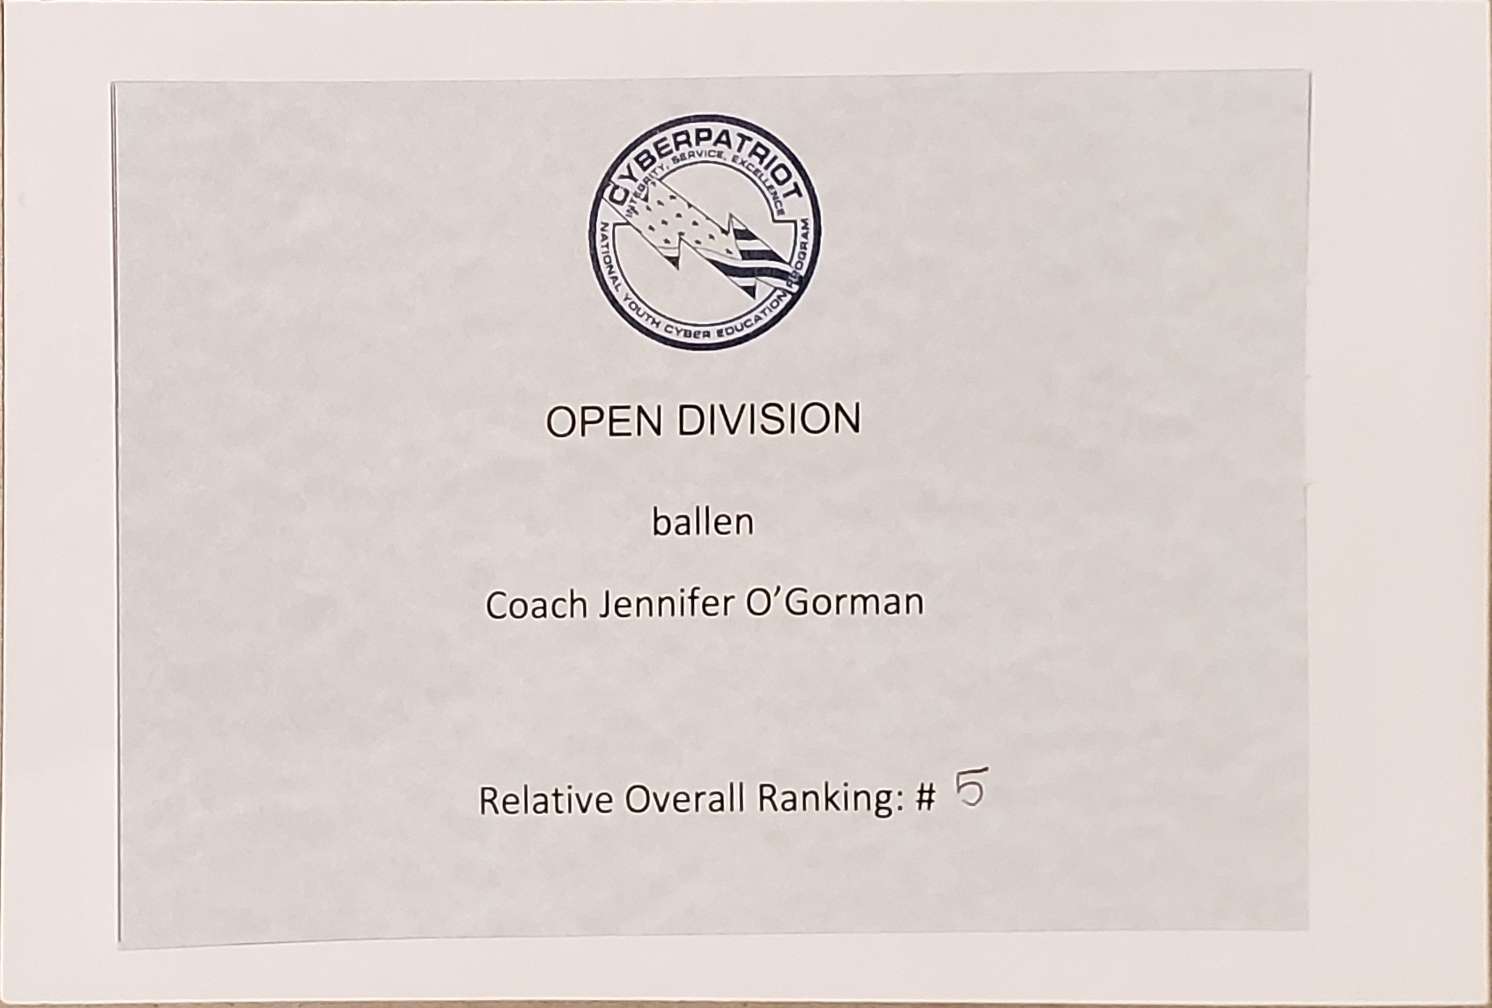 CYBERPATRIOT
INTEGRITY, SERVICE, EXCELLENCE
NATIONAL YOUTH CYBER EDUCATION PROGRAM
OPEN DIVISION
ballen
Coach Jennifer O’Gorman
Relative Overall Ranking: # 5